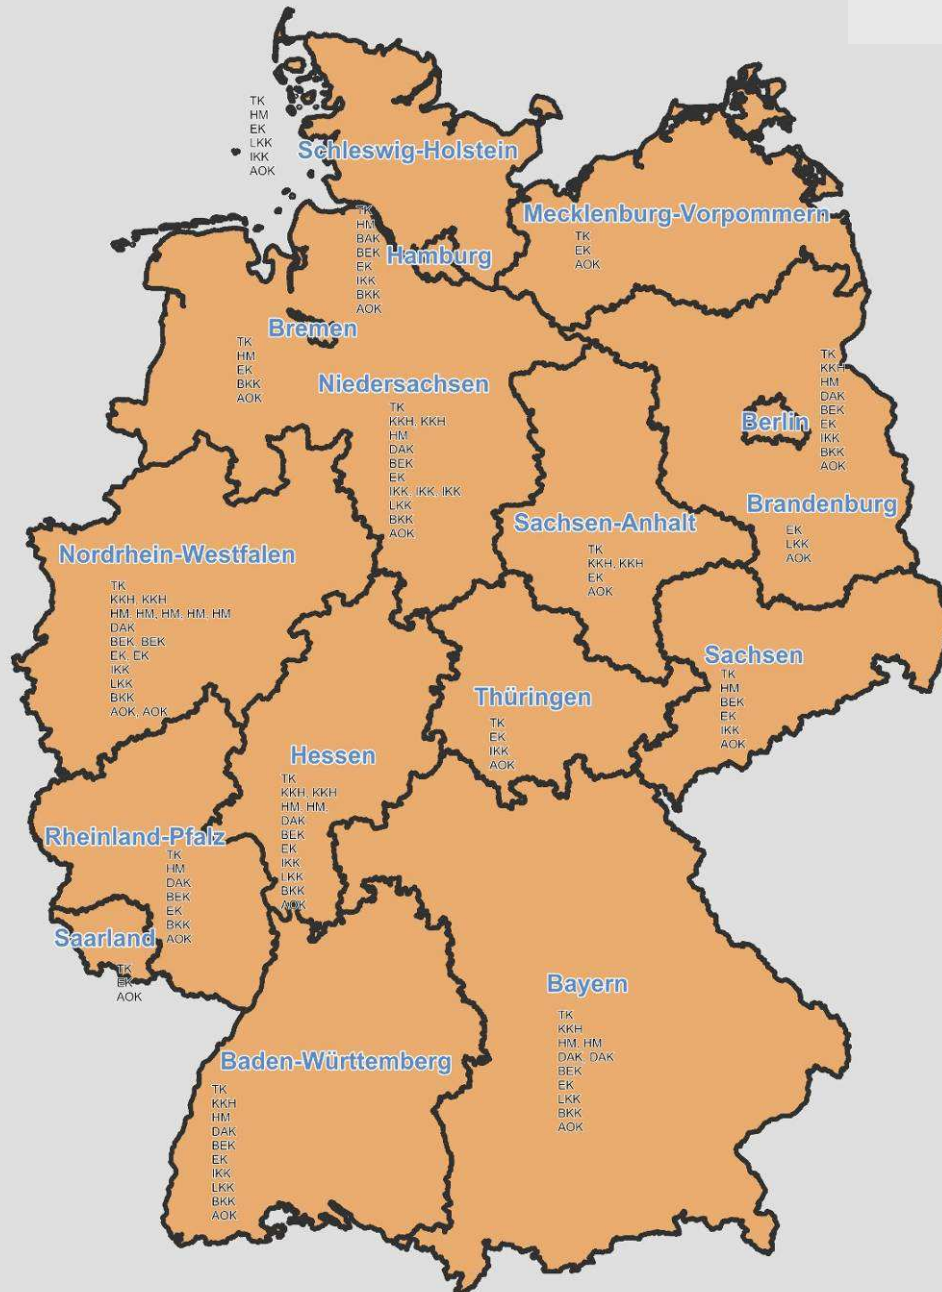 TK
HM
EK
LKK
IKK
AOK
Schleswig-Holstein
Mecklenburg-Vorpommern
TK
EK
AOK
Hamburg
TK
HM
BAK
BEK
EK
IKK
BKK
AOK
Bremen
TK
HM
EK
BKK
AOK
Niedersachsen
TK
KKH, KKH
HM
DAK
BEK
EK
IKK, IKK, IKK
LKK
BKK
AOK
Berlin
TK
KKH
HM
DAK
BEK
EK
IKK
BKK
AOK
Brandenburg
EK
LKK
AOK
Sachsen-Anhalt
TK
KKH, KKH
EK
AOK
Nordrhein-Westfalen
TK
KKH, KKH
HM, HM, HM, HM, HM
DAK
BEK, BEK
EK, EK
IKK
LKK
BKK
AOK, AOK
Sachsen
TK
HM
BEK
EK
IKK
AOK
Thüringen
TK
EK
IKK
AOK
Hessen
TK
KKH, KKH
HM, HM,
DAK
BEK
EK
IKK
LKK
BKK
AOK
Rheinland-Pfalz
TK
HM
DAK
BEK
EK
BKK
AOK
Saarland
TK
EK
AOK
Bayern
TK
KKH
HM, HM
DAK, DAK
BEK
EK
LKK
BKK
AOK
Baden-Württemberg
TK
KKH
HM
DAK
BEK
EK
IKK
LKK
BKK
AOK